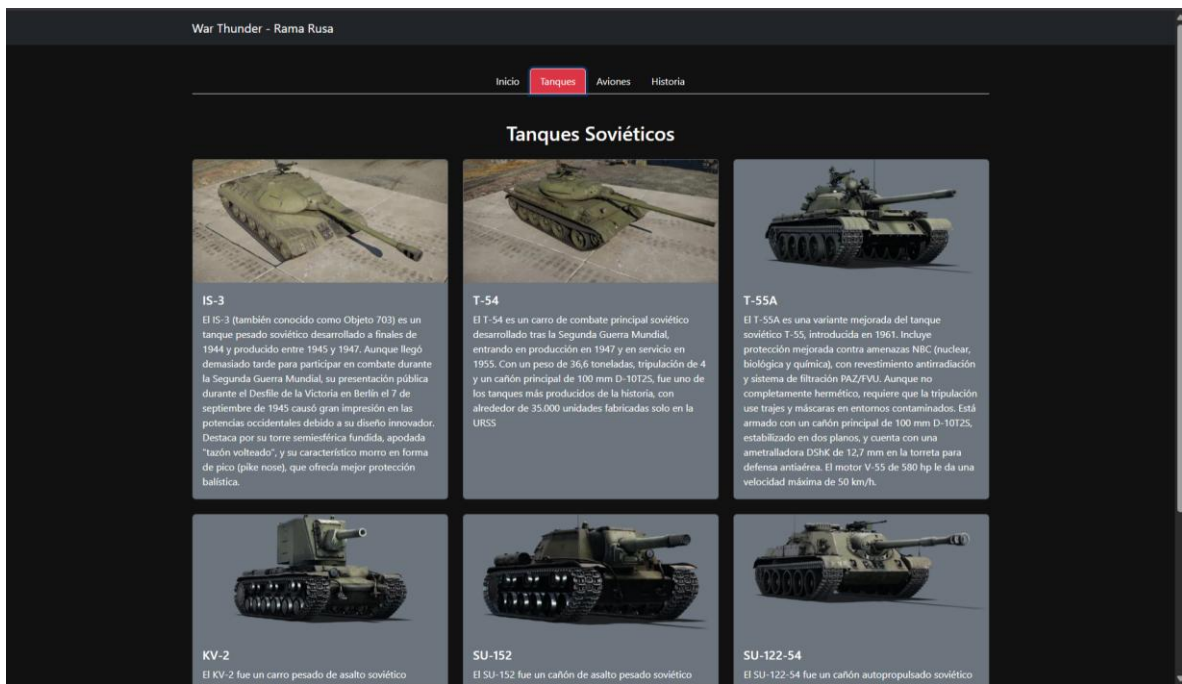 War Thunder - Rama Rusa
Inicio
Tanques
Aviones
Historia
Tanques Soviéticos
IS-3
El IS-3 (también conocido como Objeto 703) es un
tanque pesado soviético desarrollado a finales de
1944 y producido entre 1945 y 1947. Aunque llegó
demasiado tarde para participar en combate durante
la Segunda Guerra Mundial, su presentación pública
durante el Desfile de la Victoria en Berlín el 7 de
septiembre de 1945 causó gran impresión en las
potencias occidentales debido a su diseño innovador.
Destaca por su torre semiesférica fundida, apodada
"tazón volteado", y su característico morro en forma
de pico (pike nose), que ofrecía mejor protección
balística.
T-54
El T-54 es un carro de combate principal soviético
desarrollado tras la Segunda Guerra Mundial,
entrando en producción en 1947 y en servicio en
1955. Con un peso de 36,6 toneladas, tripulación de 4
y un cañón principal de 100 mm D-10T2S, fue uno de
los tanques más producidos de la historia, con
alrededor de 35.000 unidades fabricadas solo en la
URSS
T-55A
El T-55A es una variante mejorada del tanque
soviético T-55, introducida en 1961. Incluye
protección mejorada contra amenazas NBC (nuclear,
biológica y química), con revestimiento antirradiación
y sistema de filtración PAZ/FVU. Aunque no
completamente hermético, requiere que la tripulación
use trajes y máscaras en entornos contaminados. Está
armado con un cañón principal de 100 mm D-10T2S,
estabilizado en dos planos, y cuenta con una
ametralladora DShK de 12,7 mm en la torreta para
defensa antiaérea. El motor V-55 de 580 hp le da una
velocidad máxima de 50 km/h.
KV-2
El KV-2 fue un carro pesado de asalto soviético
SU-152
El SU-152 fue un cañón de asalto pesado soviético
SU-122-54
El SU-122-54 fue un cañón autopropulsado soviético